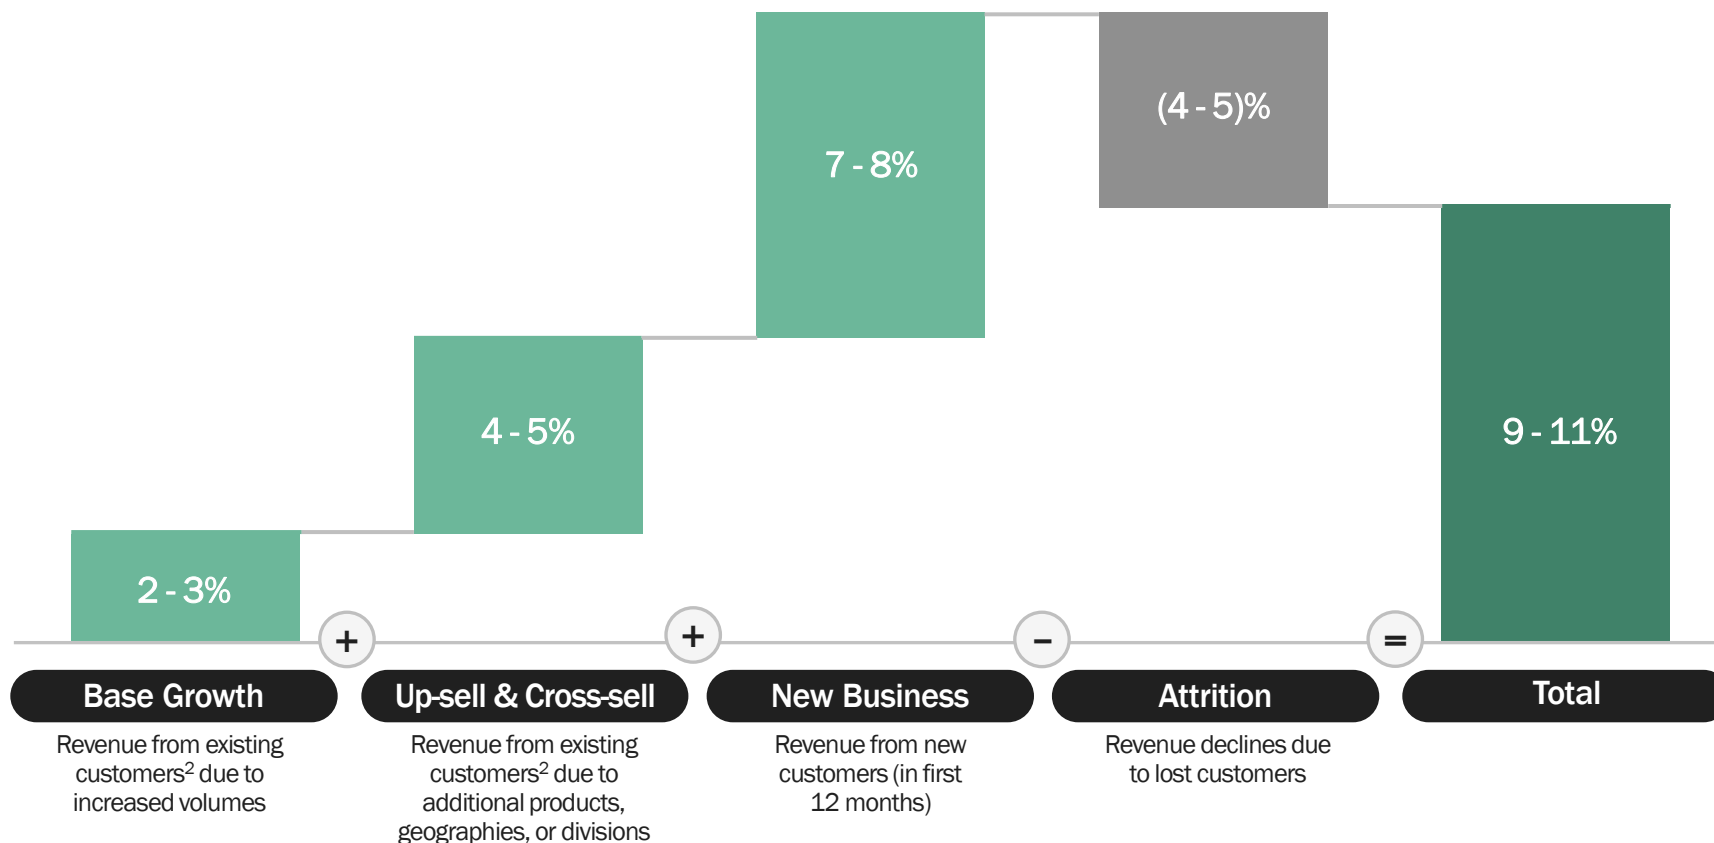 7 - 8%
(4 - 5)%
4 - 5%
9 - 11%
2 - 3%
+
+
−
=
Base Growth
Revenue from existing
customers² due to
increased volumes
Up-sell & Cross-sell
Revenue from existing
customers² due to
additional products,
geographies, or divisions
New Business
Revenue from new
customers (in first
12 months)
Attrition
Revenue declines due
to lost customers
Total